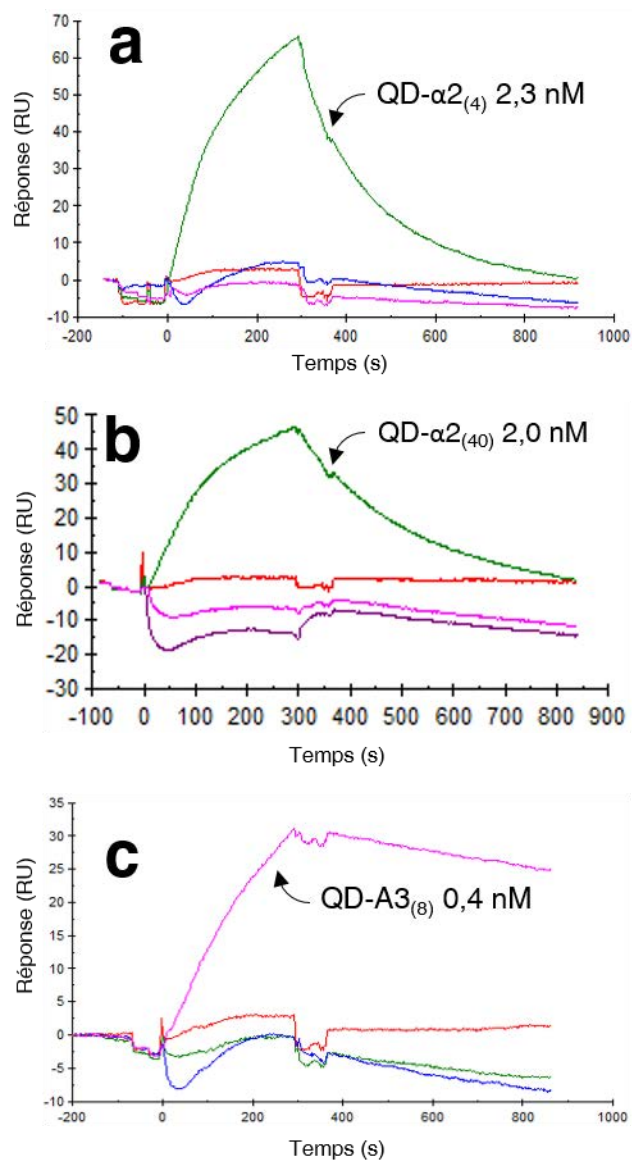 a
70
60
50
40
30
20
10
0
-10
Réponse (RU)
QD-α2(4) 2,3 nM
-200 0 200 400 600 800 1000
Temps (s)
b
50
40
30
20
10
0
-10
-20
-30
Réponse (RU)
QD-α2(40) 2,0 nM
-100 0 100 200 300 400 500 600 700 800 900
Temps (s)
c
35
30
25
20
15
10
5
0
-5
-10
Réponse (RU)
QD-A3(8) 0,4 nM
-200 0 200 400 600 800 1000
Temps (s)